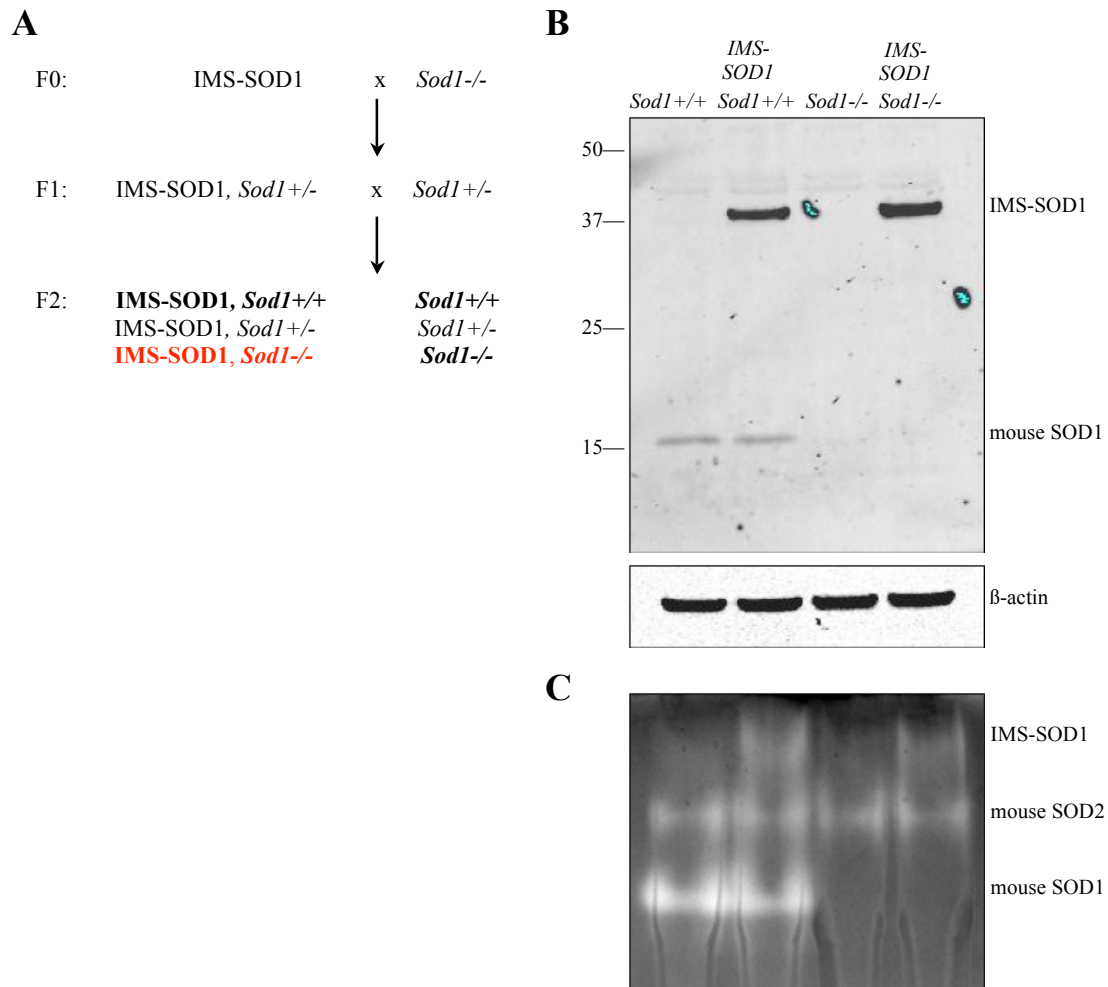 A
F0: IMS-SOD1 x Sod1-/-
F1: IMS-SOD1, Sod1+/- x Sod1+/-
F2: IMS-SOD1, Sod1+/+ Sod1+/+
IMS-SOD1, Sod1+/- Sod1+/-
IMS-SOD1, Sod1-/- Sod1-/-
B
IMS- IMS-
SOD1 SOD1
Sod1+/+ Sod1+/+ Sod1-/- Sod1-/-
50—
IMS-SOD1
37—
25—
mouse SOD1
15—
ß-actin
C
IMS-SOD1
mouse SOD2
mouse SOD1